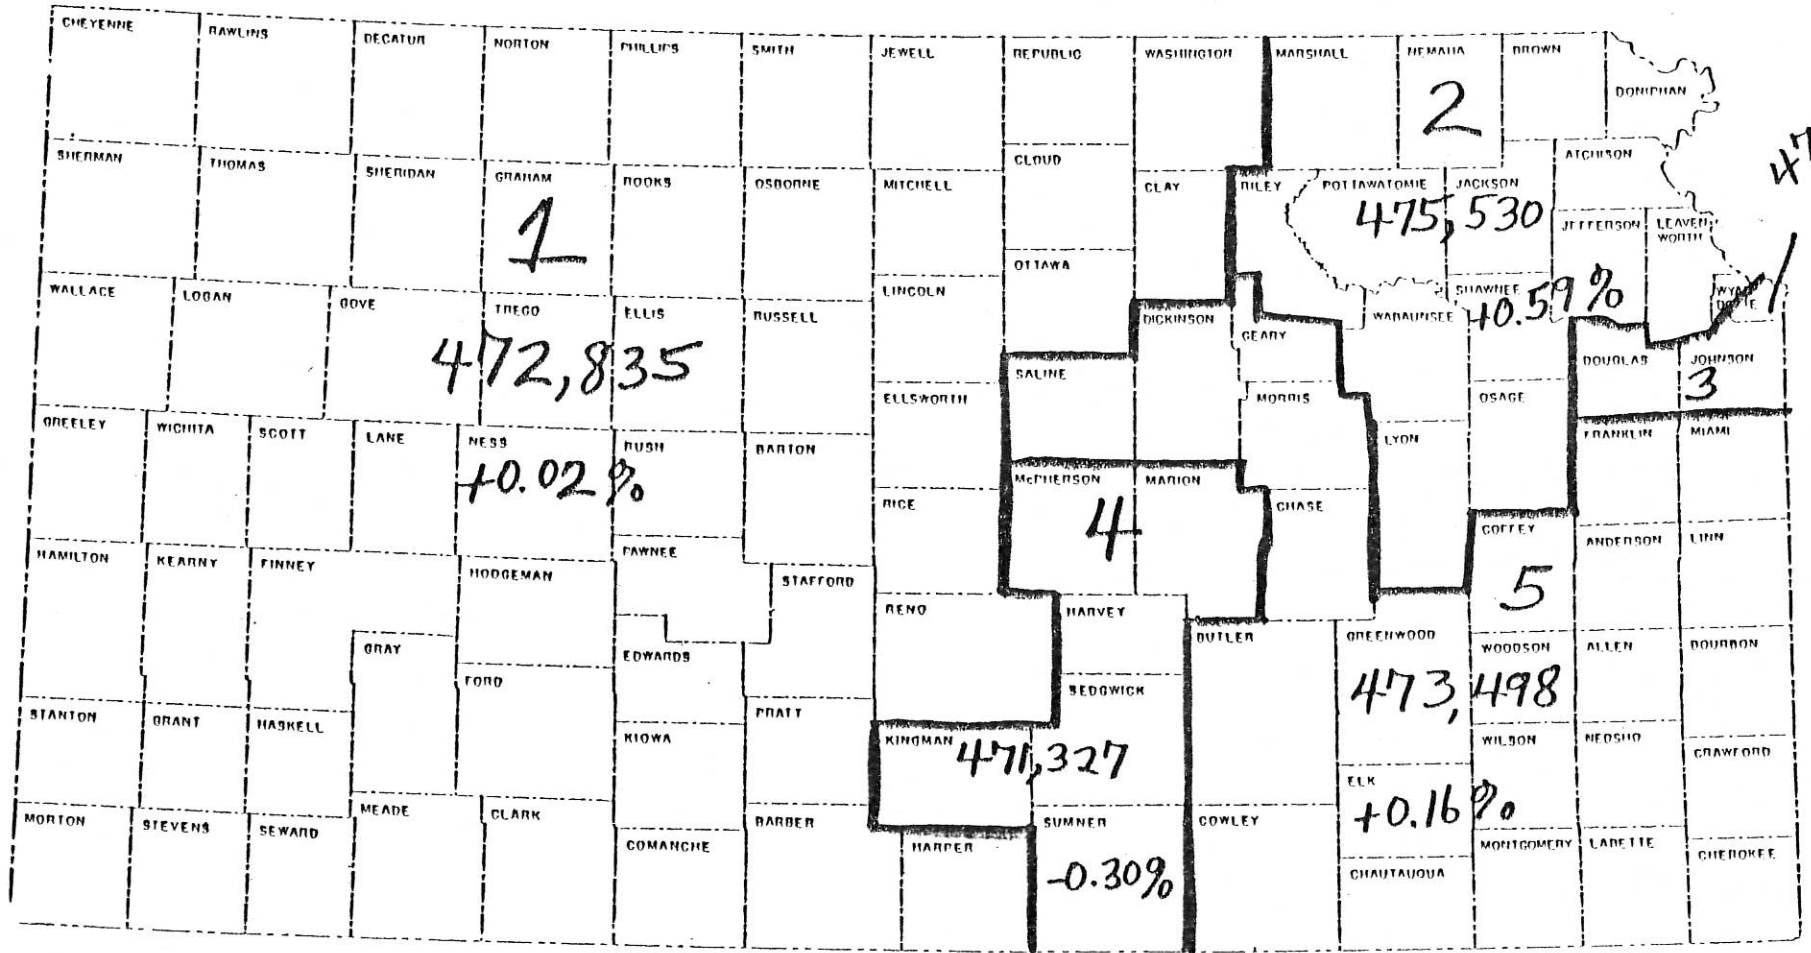 CHEYENNE RAWLINS DECATUR NORTON PHILLIPS SMITH JEWELL REPUBLIC WASHINGTON MARSHALL NEMAHA BROWN
2
DONIPHAN
47
SHERMAN THOMAS SHERIDAN GRAHAM ROOKS OSBORNE MITCHELL CLOUD CLAY RILEY POTTAWATOMIE JACKSON ATCHISON
1
475,530
JEFFERSON LEAVEN
WORTH
OTTAWA
WALLACE LOGAN GOVE TREGO ELLIS RUSSELL LINCOLN DICKINSON GEARY WABAUNSEE SHAWNEE
WYAN
DOTTE
+0.59%
472,835
SALINE DOUGLAS JOHNSON
3
ELLSWORTH MORRIS OSAGE
GREELEY WICHITA SCOTT LANE NESS RUSH BARTON LYON FRANKLIN MIAMI
+0.02%
RICE McPHERSON MARION CHASE COFFEY
4
HAMILTON KEARNY FINNEY HODGEMAN PAWNEE STAFFORD ANDERSON LINN
5
RENO HARVEY BUTLER GREENWOOD WOODSON ALLEN BOURBON
GRAY EDWARDS
FORD SEDGWICK
473,498
STANTON GRANT HASKELL KIOWA PRATT KINGMAN WILSON NEOSHO CRAWFORD
471,327
ELK
+0.16%
MORTON STEVENS SEWARD MEADE CLARK COMANCHE BARBER HARPER SUMNER COWLEY MONTGOMERY LABETTE CHEROKEE
-0.30%
CHAUTAUQUA